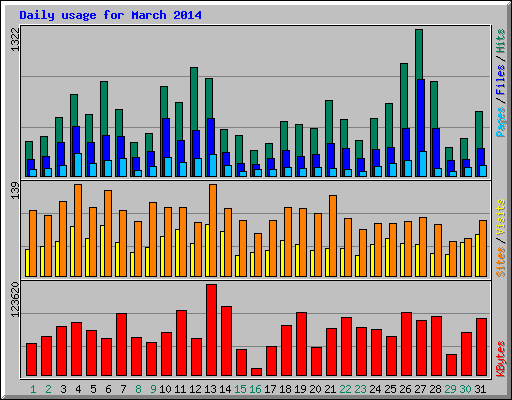 Daily usage for March 2014
1322
139
123620
Pages / Files / Hits
Sites / Visits
KBytes
1 2 3 4 5 6 7 8 9 10 11 12 13 14 15 16 17 18 19 20 21 22 23 24 25 26 27 28 29 30 31